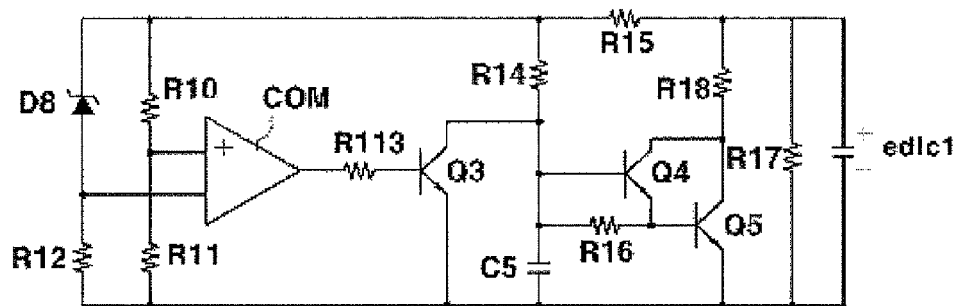 R15
R14
R18
R10
D8
COM
R113
+
Q3
Q4
R17
+
edlc1
−
R12
R11
R16
Q5
C5